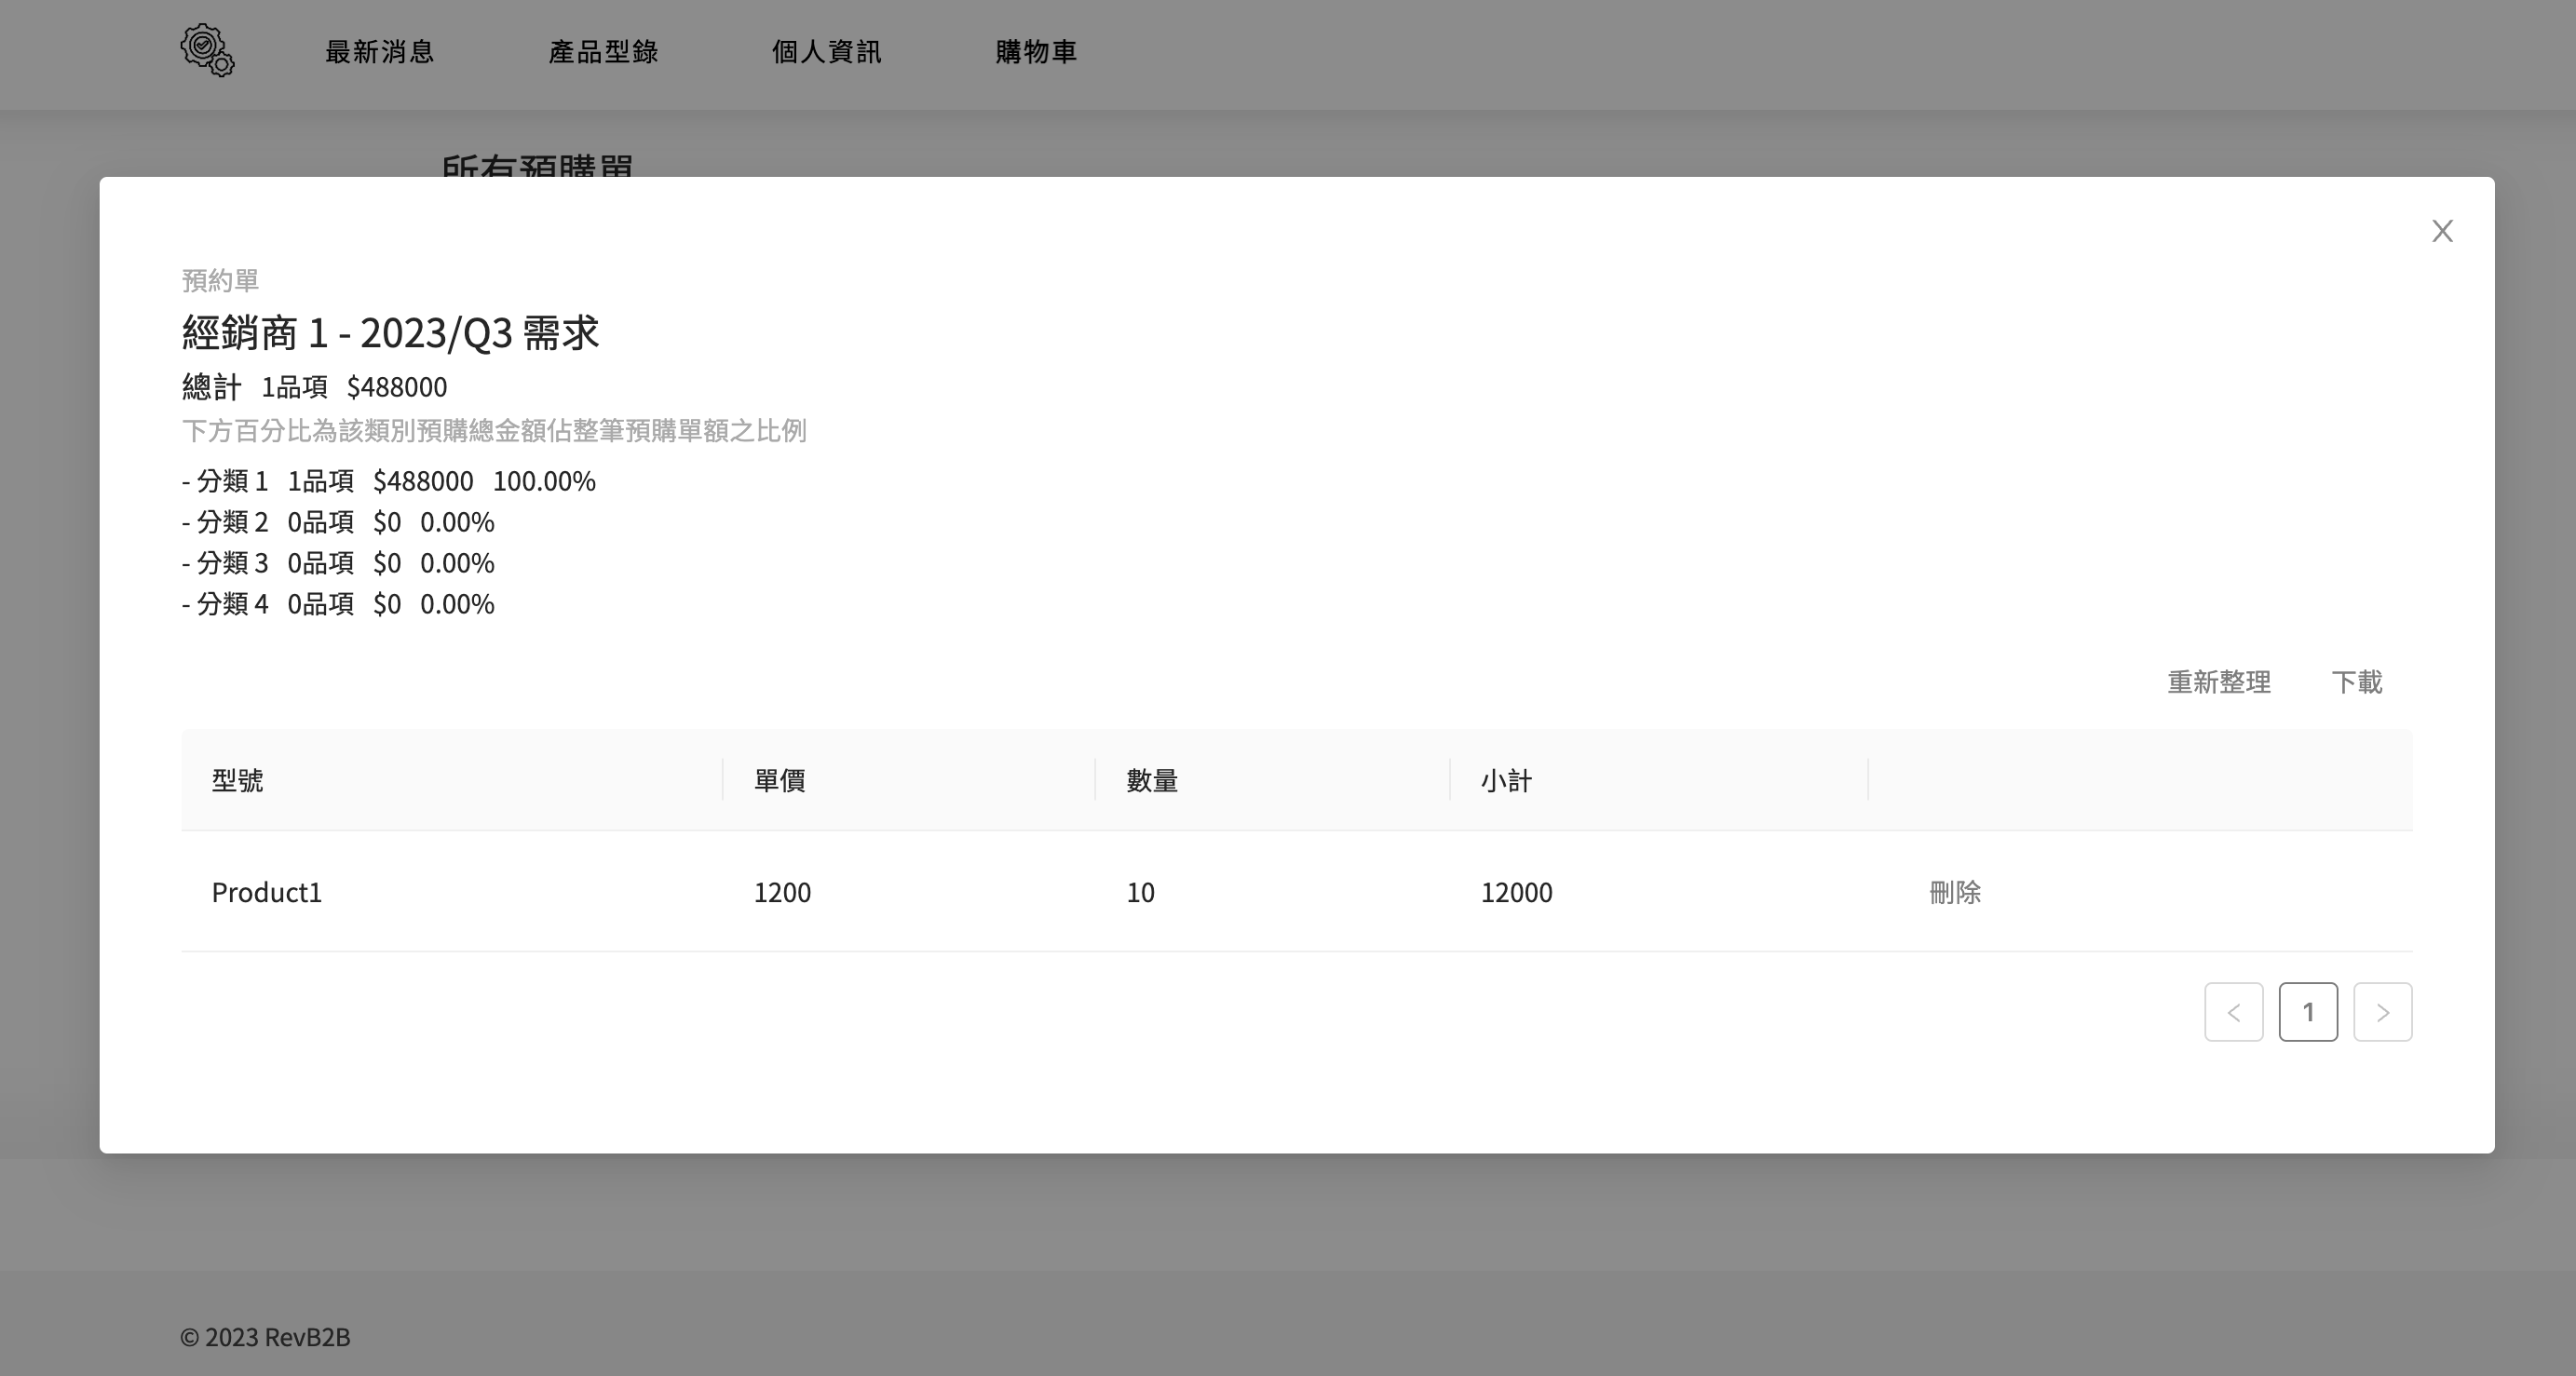 最新消息 產品型錄 個人資訊 購物車
所有預購單
預約單
經銷商 1 - 2023/Q3 需求
總計 1品項 $488000
下方百分比為該類別預購總金額佔整筆預購單額之比例
- 分類 1 1品項 $488000 100.00%
- 分類 2 0品項 $0 0.00%
- 分類 3 0品項 $0 0.00%
- 分類 4 0品項 $0 0.00%
重新整理 下載
型號 單價 數量 小計
Product1 1200 10 12000 刪除
1
© 2023 RevB2B